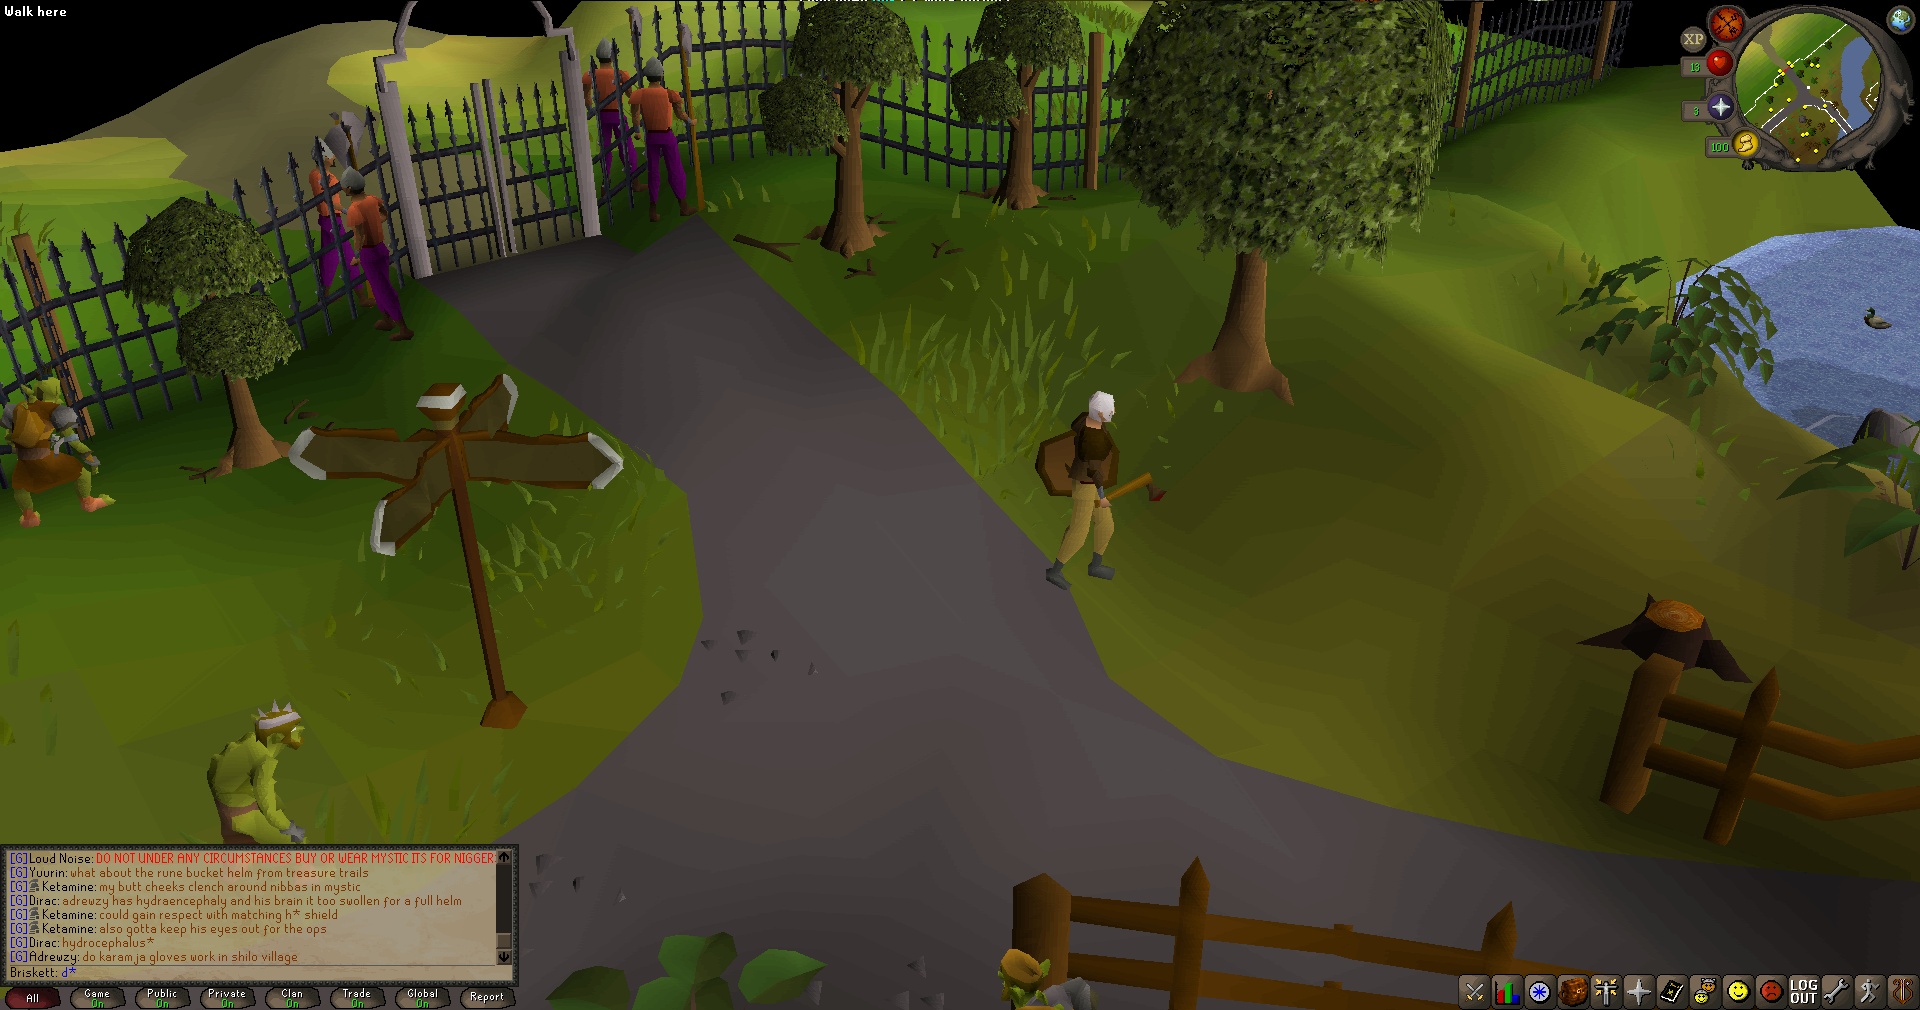 Walk here
XP
13
3
100
[G]Loud Noise: DO NOT UNDER ANY CIRCUMSTANCES BUY OR WEAR MYSTIC ITS FOR NIGGER
[G]Yuurin: what about the rune bucket helm from treasure trails
[G] Ketamine: my butt cheeks clench around nibbas in mystic
[G]Dirac: adrewzy has hydraencephaly and his brain it too swollen for a full helm
[G] Ketamine: could gain respect with matching h* shield
[G] Ketamine: also gotta keep his eyes out for the ops
[G]Dirac: hydrocephalus*
[G]Adrewzy: do karamja gloves work in shilo village
Briskett: d*
All Game Public Private Clan Trade Global Report
On On On On On On
LOG
OUT